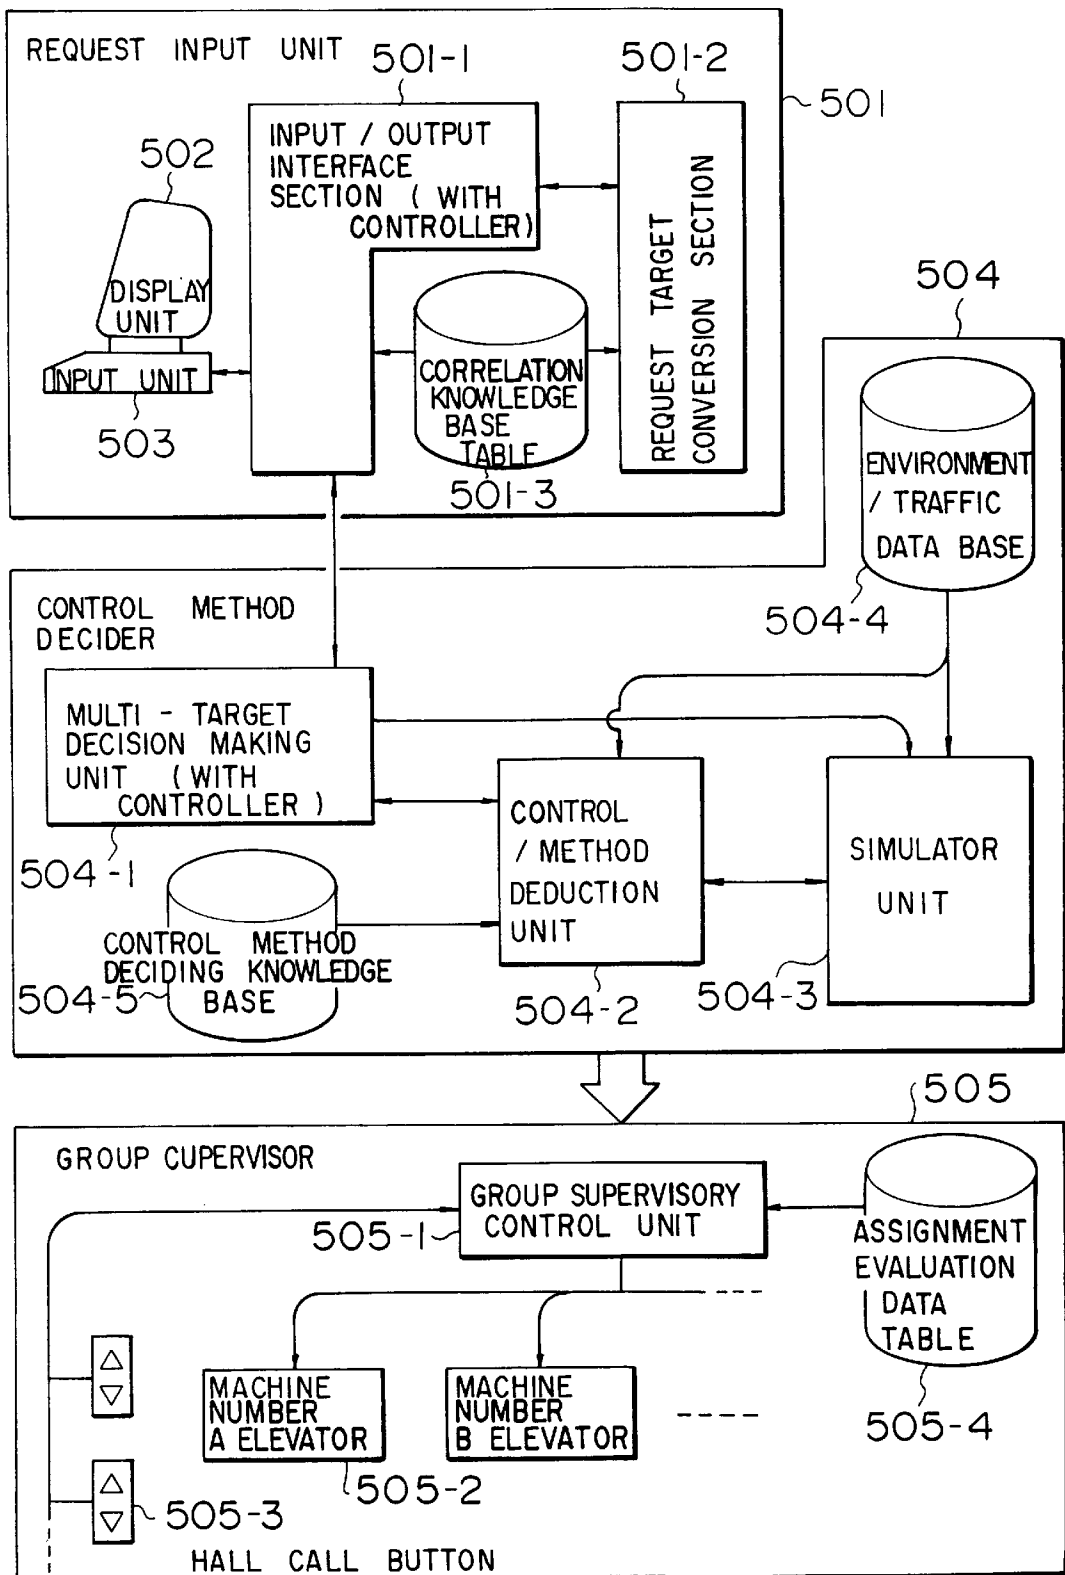 REQUEST INPUT UNIT
501-1
501-2
501
INPUT / OUTPUT
INTERFACE
SECTION ( WITH
CONTROLLER)
REQUEST TARGET
CONVERSION SECTION
502
DISPLAY
UNIT
INPUT UNIT
503
CORRELATION
KNOWLEDGE
BASE
TABLE
501-3
504
ENVIRONMENT
/ TRAFFIC
DATA BASE
504-4
CONTROL METHOD
DECIDER
MULTI - TARGET
DECISION MAKING
UNIT ( WITH
CONTROLLER )
504-1
CONTROL
/ METHOD
DEDUCTION
UNIT
504-2
SIMULATOR
UNIT
504-3
CONTROL METHOD
DECIDING KNOWLEDGE
BASE
504-5
505
GROUP CUPERVISOR
GROUP SUPERVISORY
CONTROL UNIT
505-1
ASSIGNMENT
EVALUATION
DATA
TABLE
505-4
MACHINE
NUMBER
A ELEVATOR
505-2
MACHINE
NUMBER
B ELEVATOR
505-3
HALL CALL BUTTON